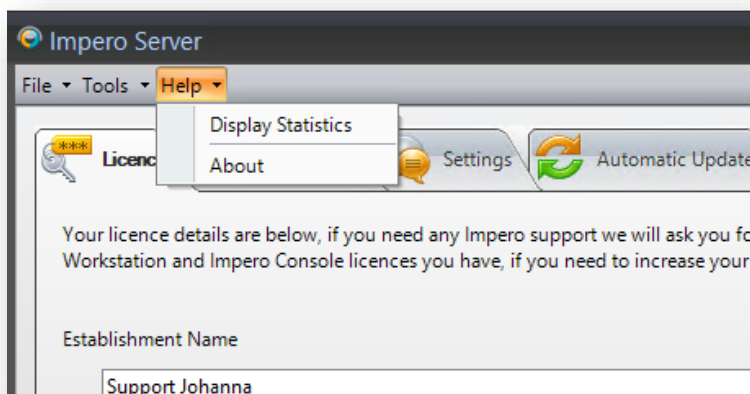 Impero Server
File Tools Help
Display Statistics
About
*** Licenc Settings Automatic Update
Your licence details are below, if you need any Impero support we will ask you fo
Workstation and Impero Console licences you have, if you need to increase your
Establishment Name
Support Johanna